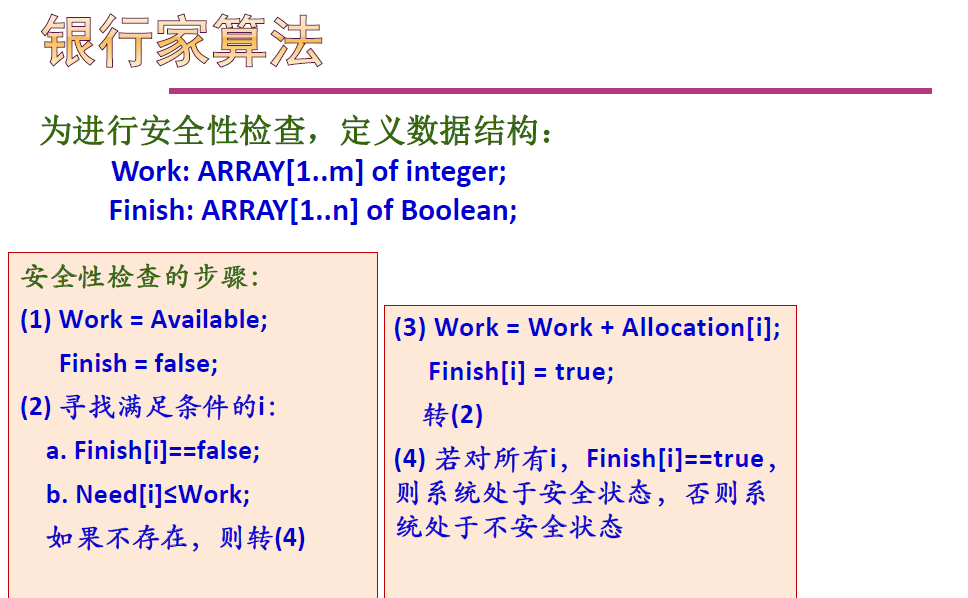 银行家算法
为进行安全性检查，定义数据结构：
Work: ARRAY[1..m] of integer;
Finish: ARRAY[1..n] of Boolean;
安全性检查的步骤：
(1) Work = Available;
Finish = false;
(2) 寻找满足条件的i：
a. Finish[i]==false;
b. Need[i]≤Work;
如果不存在，则转(4)
(3) Work = Work + Allocation[i];
Finish[i] = true;
转(2)
(4) 若对所有i，Finish[i]==true，
则系统处于安全状态，否则系
统处于不安全状态